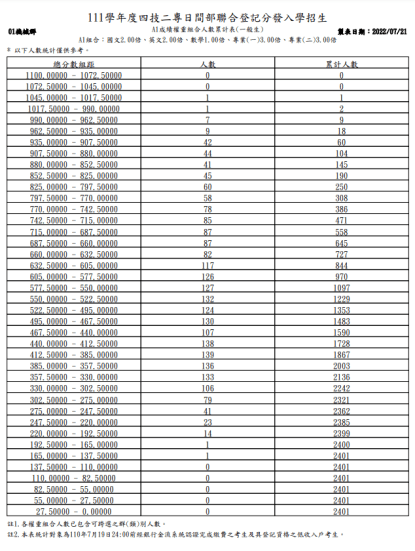 111學年度四技二專日間部聯合登記分發入學招生
01機械群 A1成績權重組合人數累計表(一般生) 製表日期：2022/07/21
A1組合：國文2.00倍、英文2.00倍、數學1.00倍、專業(一)3.00倍、專業(二)3.00倍
* 以下人數統計僅供參考。
總分數組距 人數 累計人數
1100.00000 - 1072.50000 0 0
1072.50000 - 1045.00000 0 0
1045.00000 - 1017.50000 1 1
1017.50000 - 990.00000 1 2
990.00000 - 962.50000 7 9
962.50000 - 935.00000 9 18
935.00000 - 907.50000 42 60
907.50000 - 880.00000 44 104
880.00000 - 852.50000 41 145
852.50000 - 825.00000 45 190
825.00000 - 797.50000 60 250
797.50000 - 770.00000 58 308
770.00000 - 742.50000 78 386
742.50000 - 715.00000 85 471
715.00000 - 687.50000 87 558
687.50000 - 660.00000 87 645
660.00000 - 632.50000 82 727
632.50000 - 605.00000 117 844
605.00000 - 577.50000 126 970
577.50000 - 550.00000 127 1097
550.00000 - 522.50000 132 1229
522.50000 - 495.00000 124 1353
495.00000 - 467.50000 130 1483
467.50000 - 440.00000 107 1590
440.00000 - 412.50000 138 1728
412.50000 - 385.00000 139 1867
385.00000 - 357.50000 136 2003
357.50000 - 330.00000 133 2136
330.00000 - 302.50000 106 2242
302.50000 - 275.00000 79 2321
275.00000 - 247.50000 41 2362
247.50000 - 220.00000 23 2385
220.00000 - 192.50000 14 2399
192.50000 - 165.00000 1 2400
165.00000 - 137.50000 1 2401
137.50000 - 110.00000 0 2401
110.00000 - 82.50000 0 2401
82.50000 - 55.00000 0 2401
55.00000 - 27.50000 0 2401
27.50000 - 0.00000 0 2401
註1.各權重組合人數已包含可跨選之群(類)別人數。
註2.本表統計對象為110年7月19日24:00前經銀行金流系統認證完成繳費之考生及具登記資格之低收入戶考生。